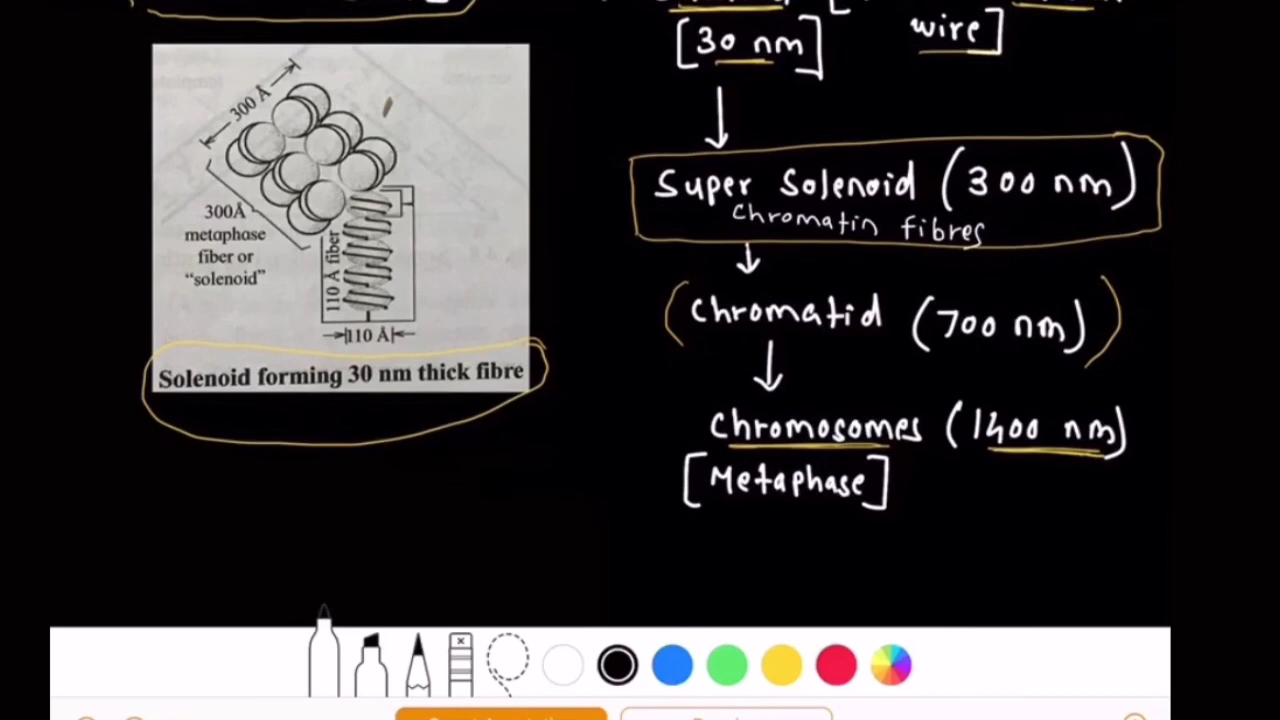 300 Å
300Å
metaphase
fiber or
"solenoid"
110 Å fiber
110 Å
Solenoid forming 30 nm thick fibre
[30 nm]
wire]
Super Solenoid (300 nm)
Chromatin fibres
Chromatid (700 nm)
Chromosomes (1400 nm)
[Metaphase]